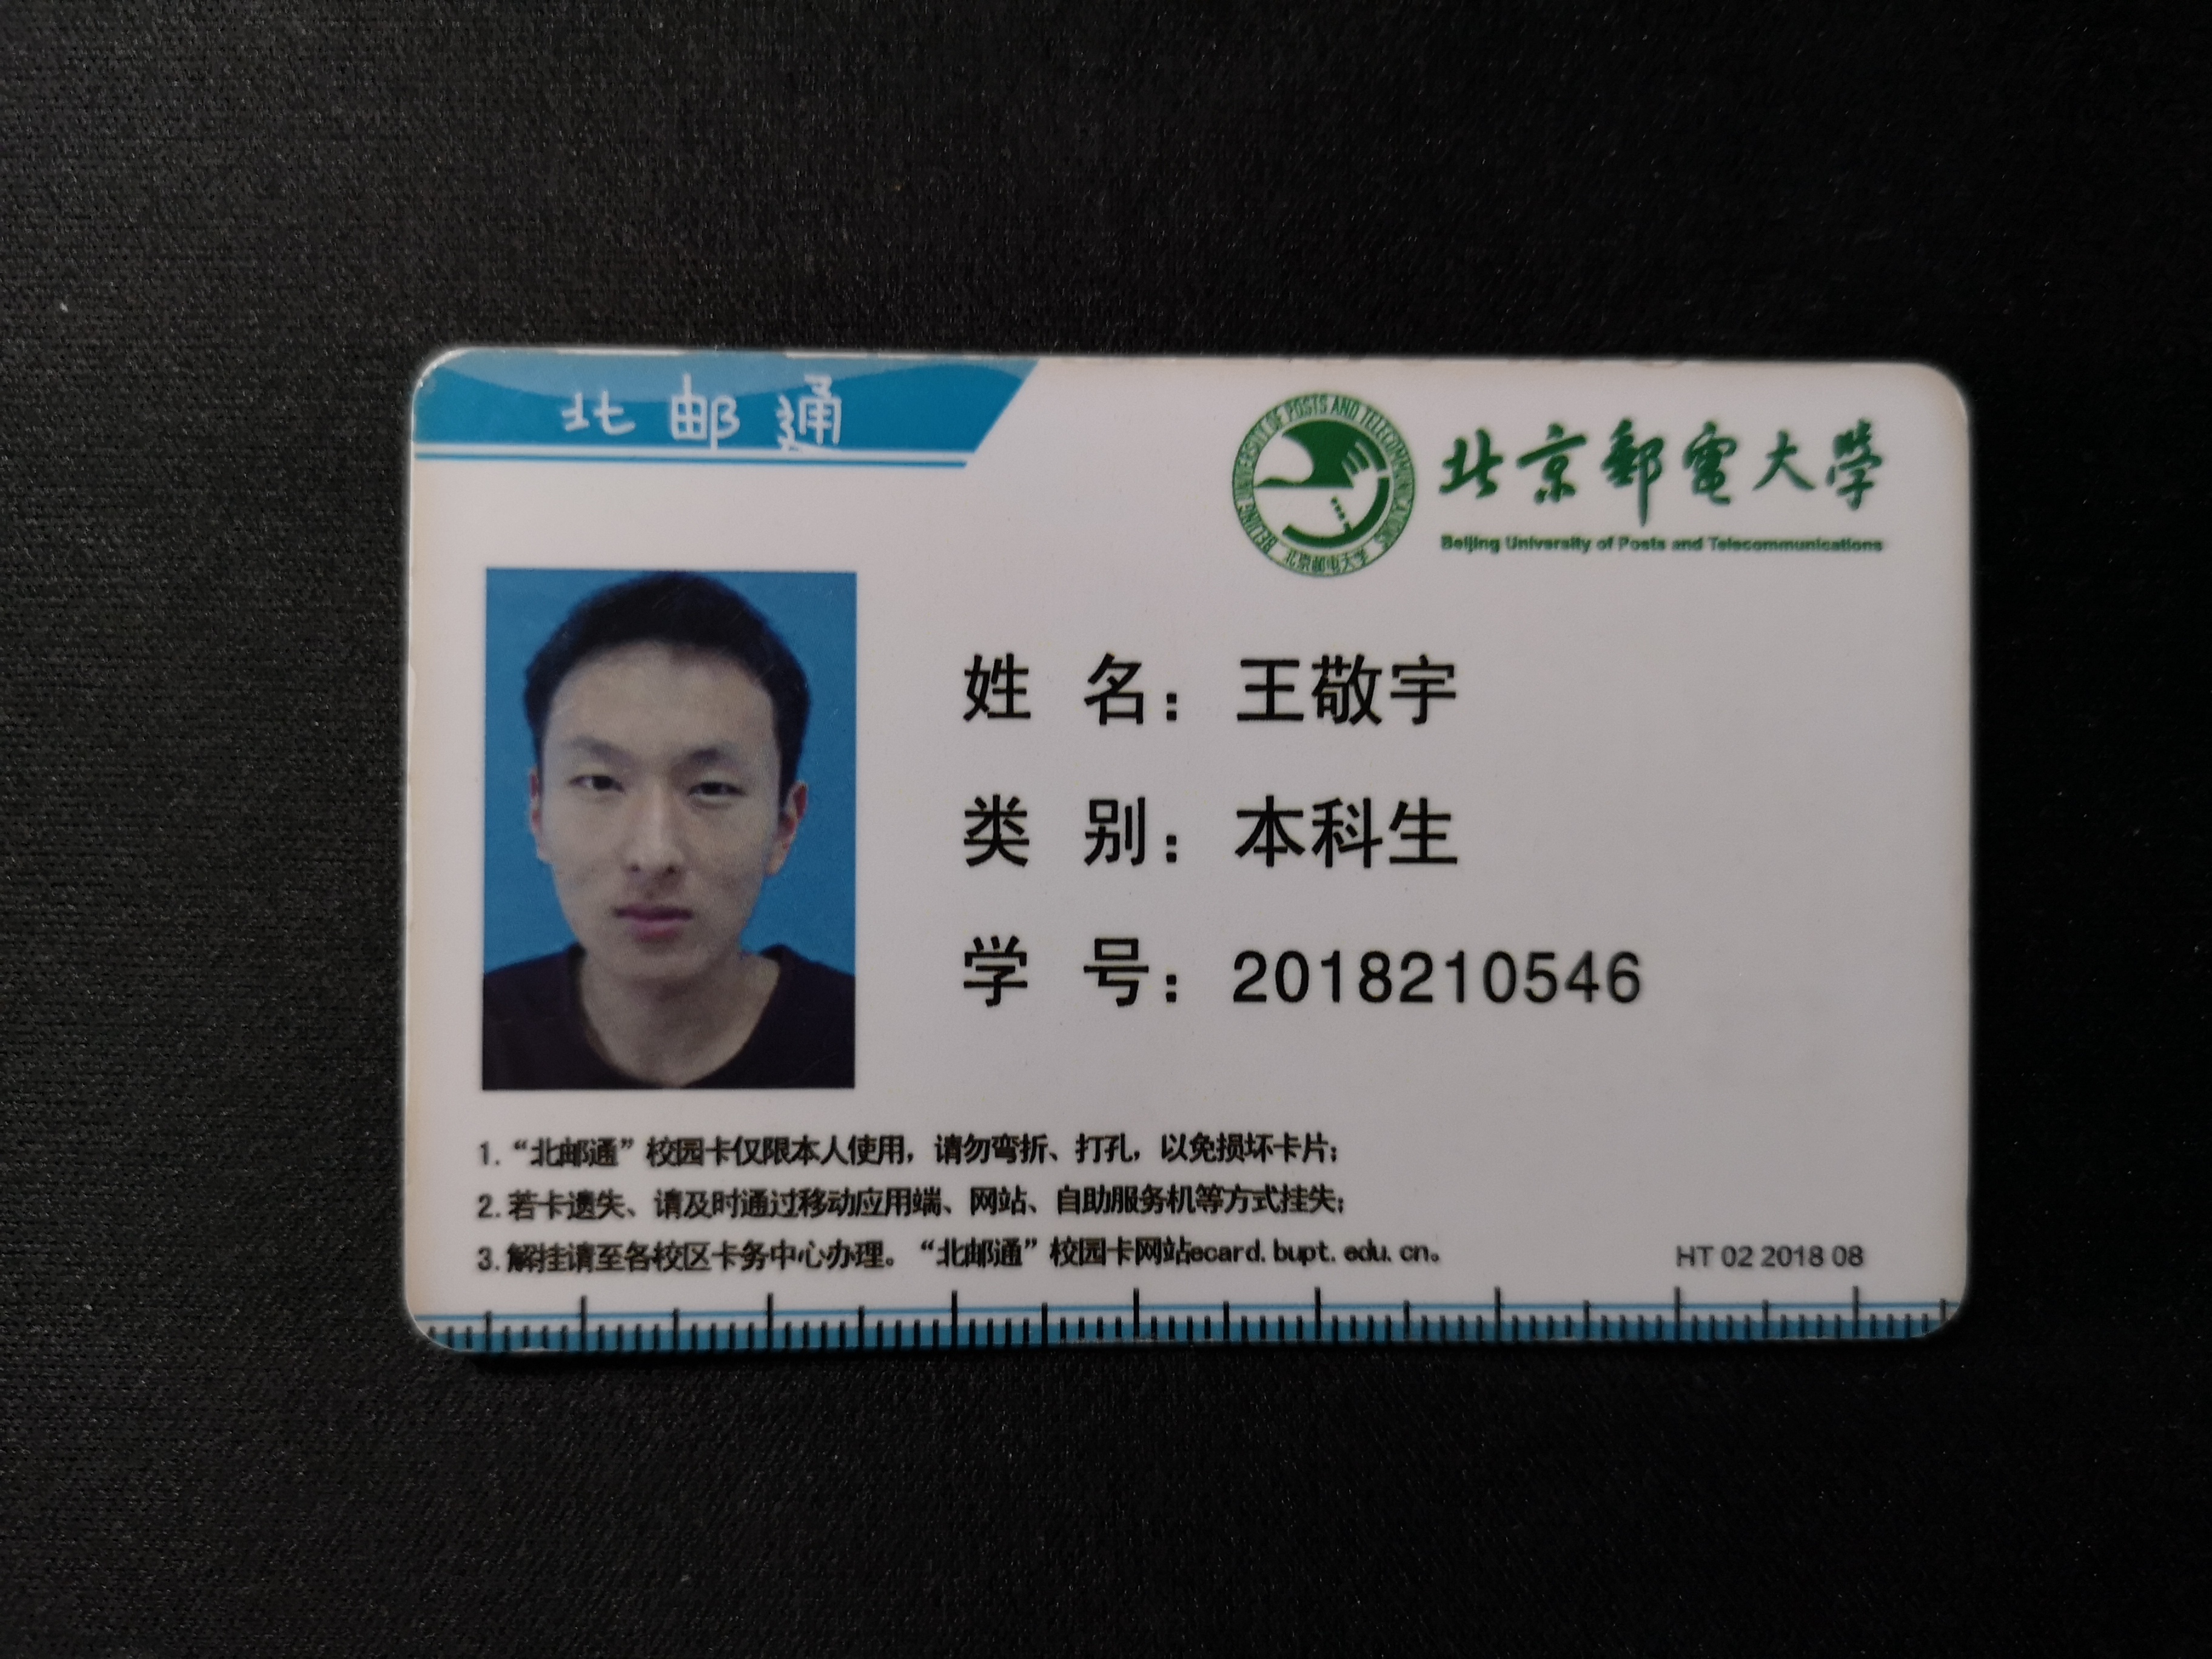 北邮通
BEIJING UNIVERSITY OF POSTS AND TELECOMMUNICATIONS
北京邮电大学
北京郵電大學
Beijing University of Posts and Telecommunications
姓 名：王敬宇
类 别：本科生
学 号：2018210546
1.“北邮通”校园卡仅限本人使用，请勿弯折、打孔，以免损坏卡片；
2.若卡遗失、请及时通过移动应用端、网站、自助服务机等方式挂失；
3.解挂请至各校区卡务中心办理。“北邮通”校园卡网站ecard.bupt.edu.cn。
HT 02 2018 08